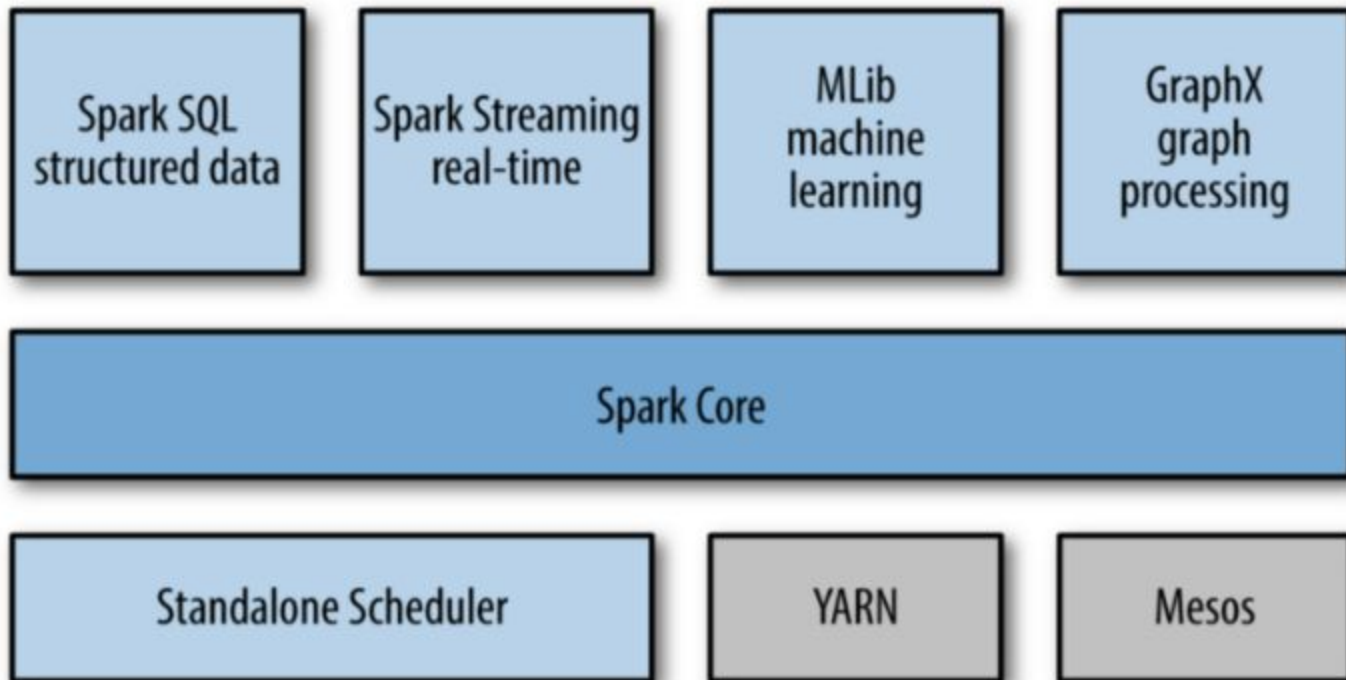 Spark SQL
structured data
Spark Streaming
real-time
MLib
machine
learning
GraphX
graph
processing
Spark Core
Standalone Scheduler
YARN
Mesos